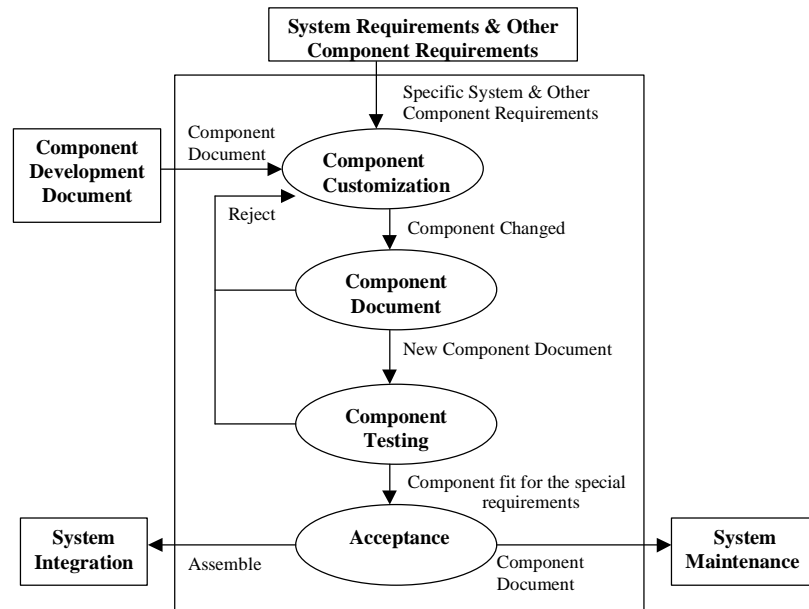 System Requirements & Other
Component Requirements
Specific System & Other
Component Requirements
Component
Document
Component
Development
Document
Component
Customization
Reject
Component Changed
Component
Document
New Component Document
Component
Testing
Component fit for the special
requirements
Acceptance
System
Integration
Assemble
Component
Document
System
Maintenance